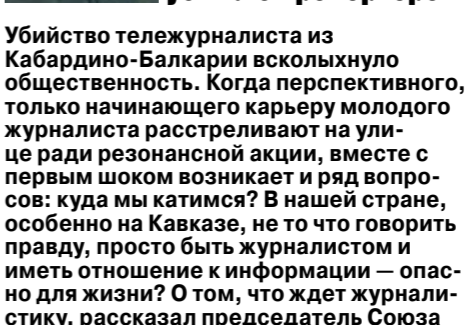 Убийство тележурналиста из
Кабардино-Балкарии всколыхнуло
общественность. Когда перспективного,
только начинающего карьеру молодого
журналиста расстреливают на ули-
це ради резонансной акции, вместе с
первым шоком возникает и ряд вопро-
сов: куда мы катимся? В нашей стране,
особенно на Кавказе, не то что говорить
правду, просто быть журналистом и
иметь отношение к информации — опас-
но для жизни? О том, что ждет журнали-
стику, рассказал председатель Союза